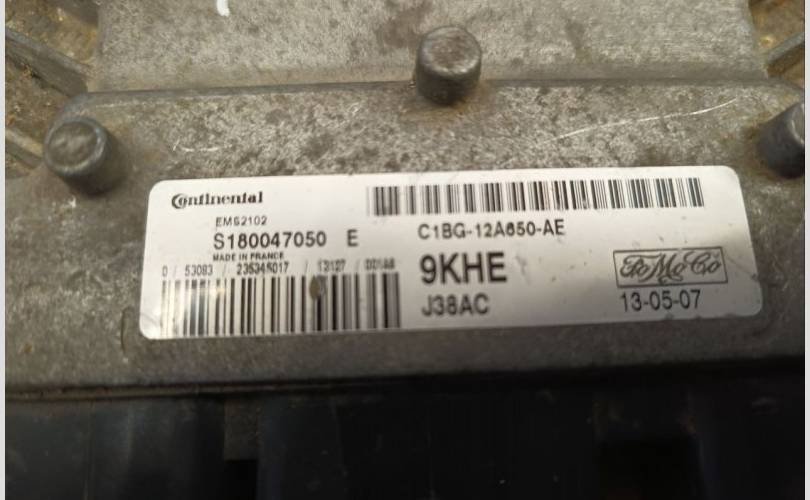 Continental
EMS2102
S180047050 E
MADE IN FRANCE
0 / 53083 / 235345017 / 13127 / 001A8
C1BG-12A650-AE
9KHE
J38AC
FoMoCo
13-05-07